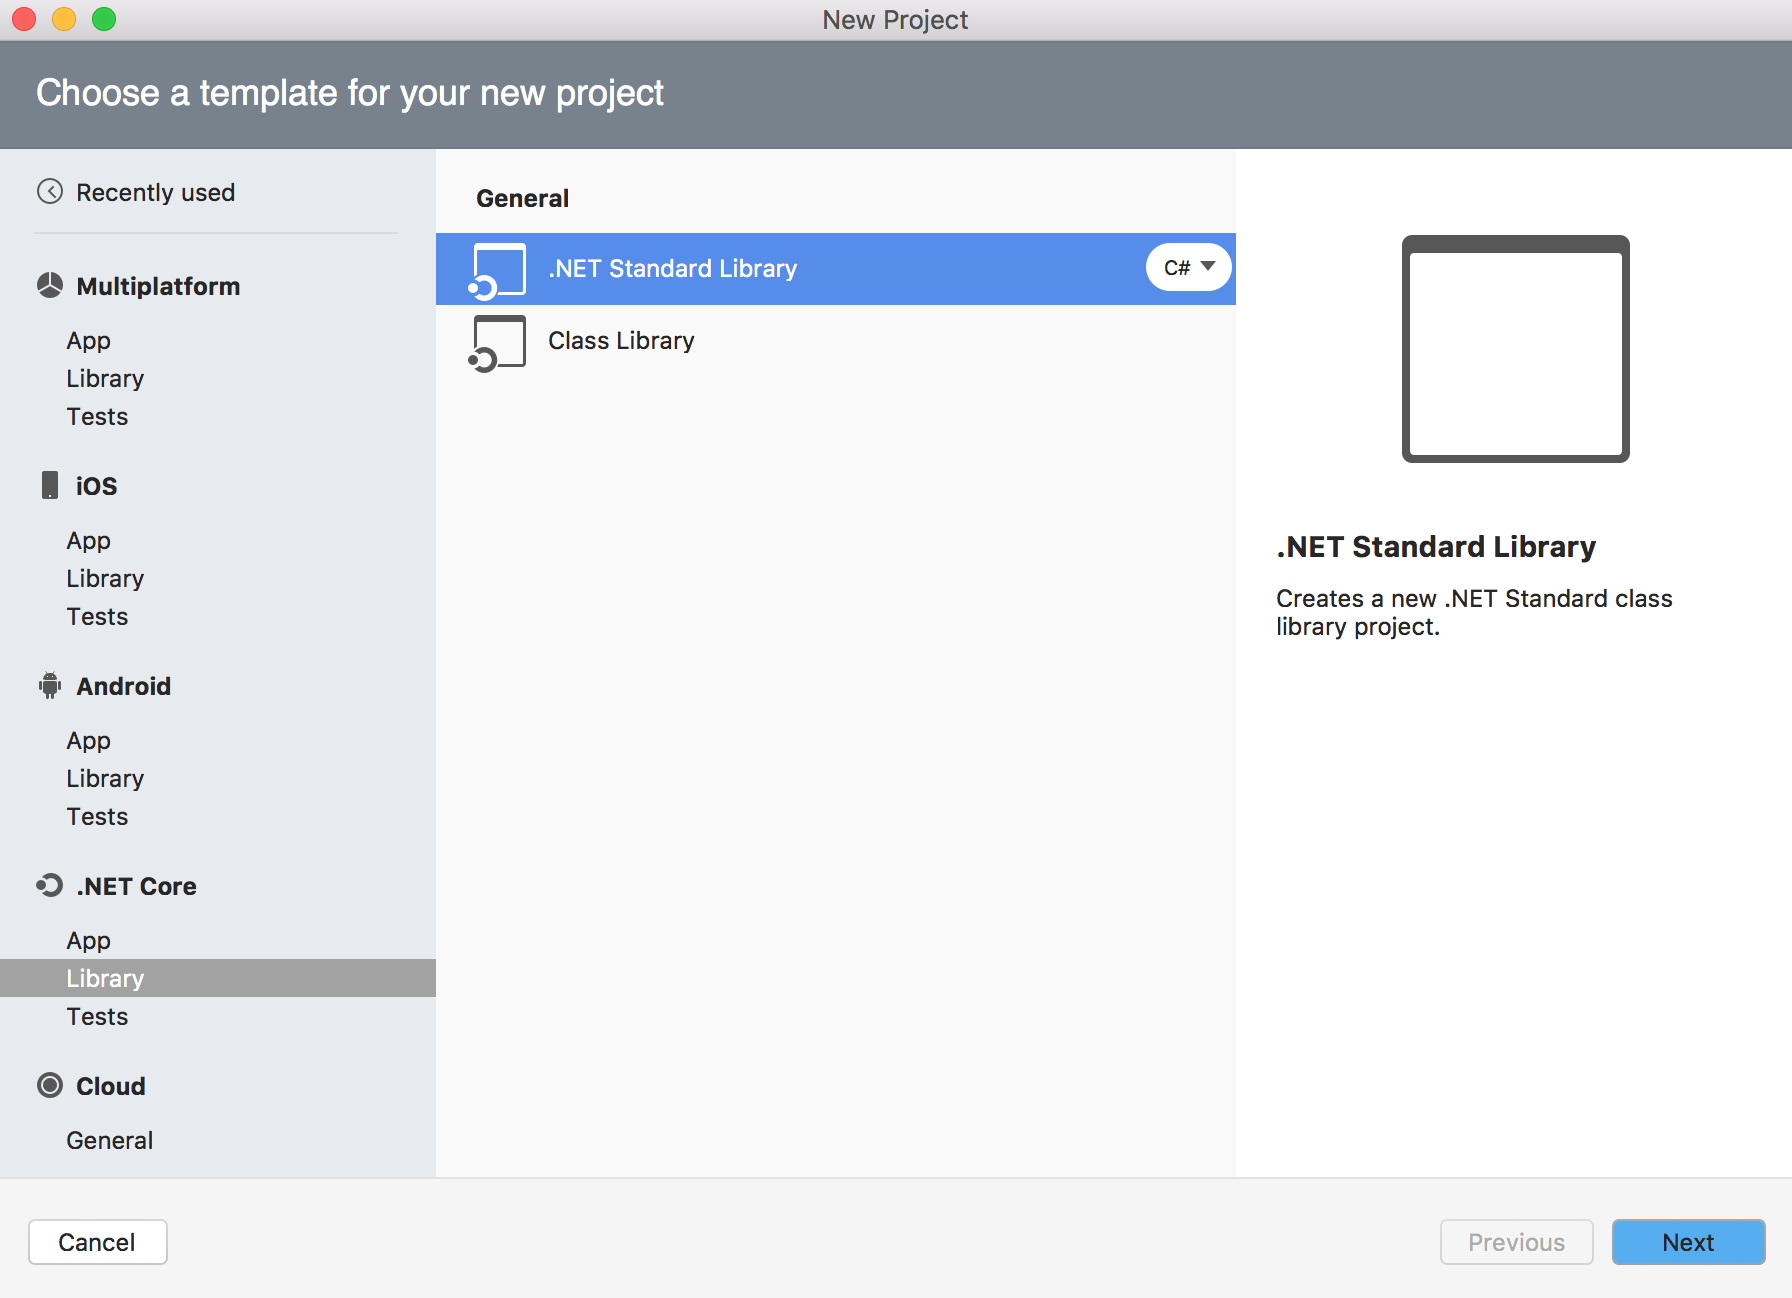 New Project
Choose a template for your new project
Recently used
Multiplatform
App
Library
Tests
iOS
App
Library
Tests
Android
App
Library
Tests
.NET Core
App
Library
Tests
Cloud
General
General
.NET Standard Library
C#
Class Library
.NET Standard Library
Creates a new .NET Standard class
library project.
Cancel
Previous
Next